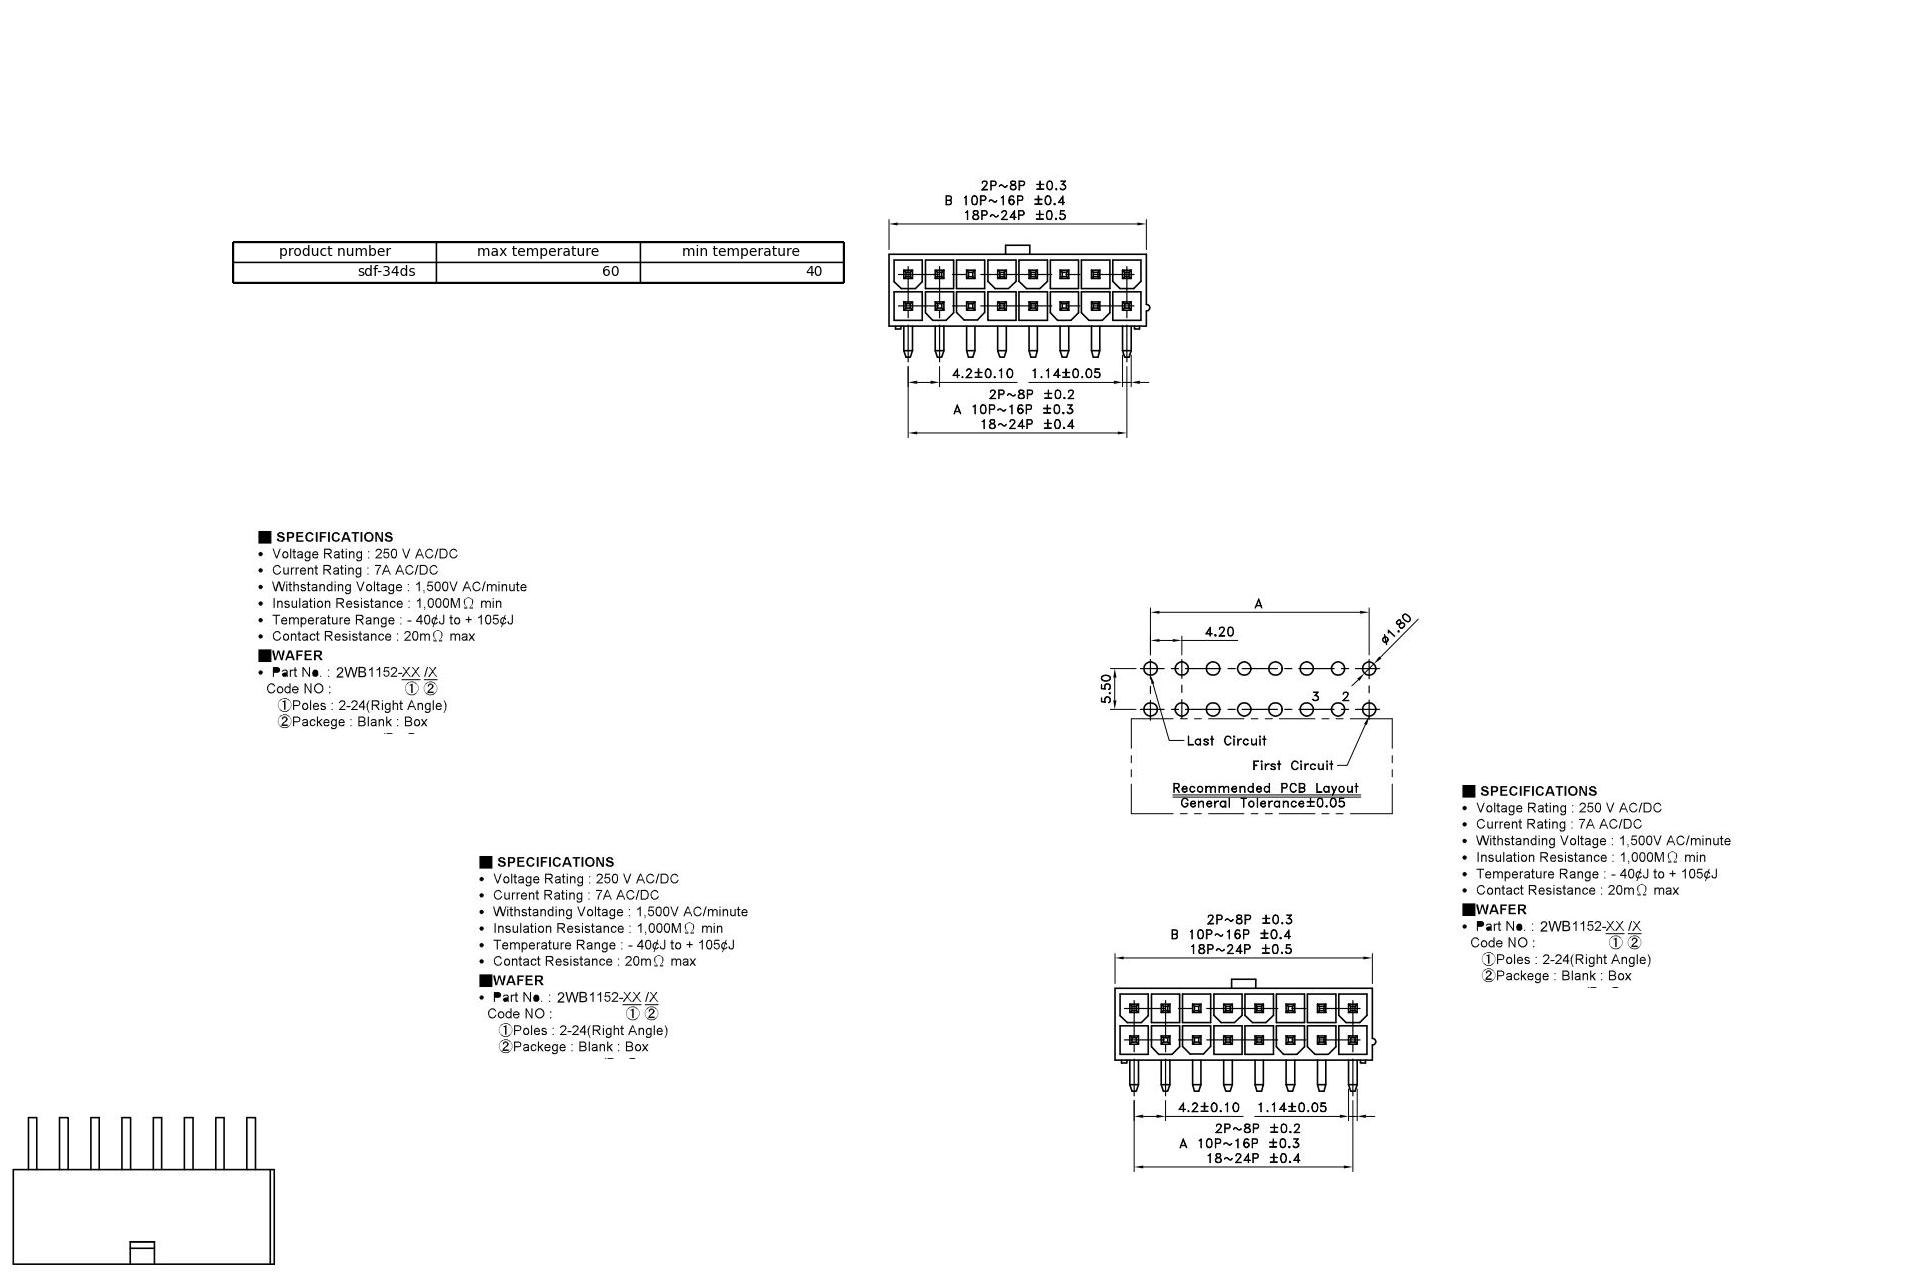 2P~8P ±0.3
B 10P~16P ±0.4
18P~24P ±0.5
product number max temperature min temperature
sdf-34ds 60 40
4.2±0.10 1.14±0.05
2P~8P ±0.2
A 10P~16P ±0.3
18~24P ±0.4
■ SPECIFICATIONS
• Voltage Rating : 250 V AC/DC
• Current Rating : 7A AC/DC
• Withstanding Voltage : 1,500V AC/minute
• Insulation Resistance : 1,000MΩ min
• Temperature Range : - 40¢J to + 105¢J
• Contact Resistance : 20mΩ max
■WAFER
• Part No. : 2WB1152-XX /X
Code NO : ① ②
①Poles : 2-24(Right Angle)
②Packege : Blank : Box
A
4.20
ø1.80
5.50
3 2
Last Circuit
First Circuit
Recommended PCB Layout
General Tolerance±0.05
■ SPECIFICATIONS
• Voltage Rating : 250 V AC/DC
• Current Rating : 7A AC/DC
• Withstanding Voltage : 1,500V AC/minute
• Insulation Resistance : 1,000MΩ min
• Temperature Range : - 40¢J to + 105¢J
• Contact Resistance : 20mΩ max
■WAFER
• Part No. : 2WB1152-XX /X
Code NO : ① ②
①Poles : 2-24(Right Angle)
②Packege : Blank : Box
■ SPECIFICATIONS
• Voltage Rating : 250 V AC/DC
• Current Rating : 7A AC/DC
• Withstanding Voltage : 1,500V AC/minute
• Insulation Resistance : 1,000MΩ min
• Temperature Range : - 40¢J to + 105¢J
• Contact Resistance : 20mΩ max
■WAFER
• Part No. : 2WB1152-XX /X
Code NO : ① ②
①Poles : 2-24(Right Angle)
②Packege : Blank : Box
2P~8P ±0.3
B 10P~16P ±0.4
18P~24P ±0.5
4.2±0.10 1.14±0.05
2P~8P ±0.2
A 10P~16P ±0.3
18~24P ±0.4